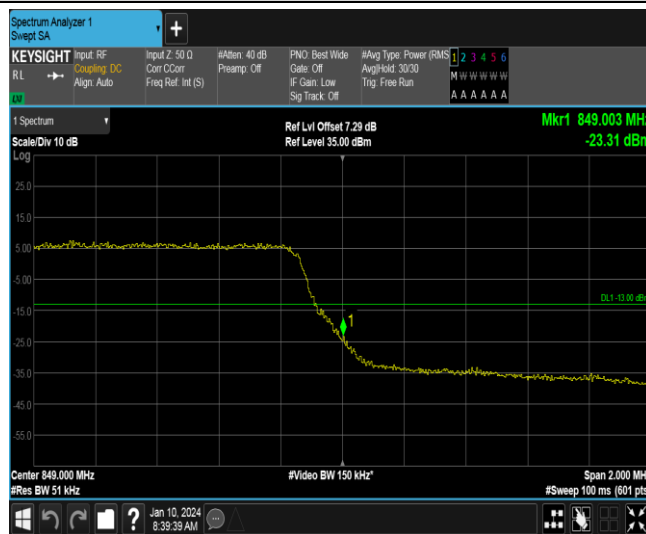 Spectrum Analyzer 1
Swept SA
+
KEYSIGHT Input: RF Input Z: 50 Ω #Atten: 40 dB PNO: Best Wide #Avg Type: Power (RMS 1 2 3 4 5 6
RL Coupling: DC Corr CCorr Preamp: Off Gate: Off Avg|Hold: 30/30 M W W W W W
Align: Auto Freq Ref: Int (S) IF Gain: Low Trig: Free Run
Sig Track: Off A A A A A A
1 Spectrum Ref Lvl Offset 7.29 dB Mkr1 849.003 MHz
Scale/Div 10 dB Ref Level 35.00 dBm -23.31 dBm
Log
25.0
15.0
5.00
-5.00
DL1 -13.00 dBm
-15.0
1
-25.0
-35.0
-45.0
-55.0
Center 849.000 MHz #Video BW 150 kHz* Span 2.000 MHz
#Res BW 51 kHz #Sweep 100 ms (601 pts
? Jan 10, 2024
8:39:39 AM